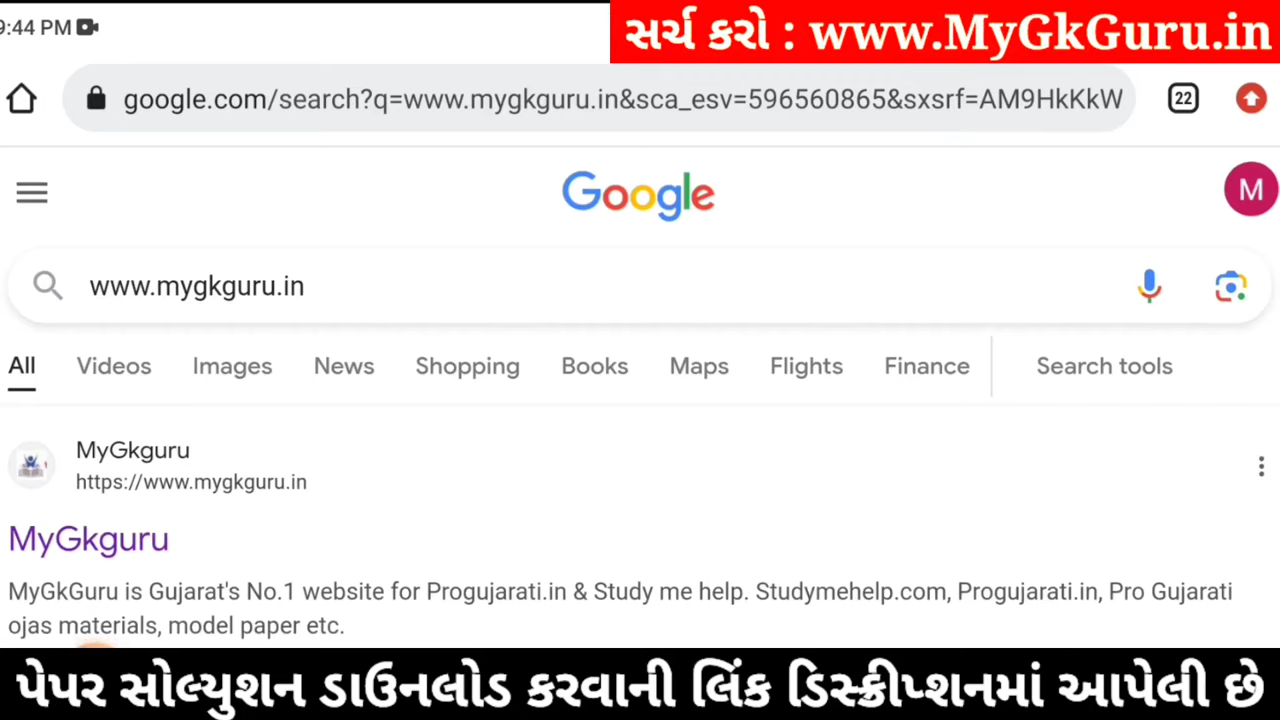 9:44 PM
સર્ચ કરો : www.MyGkGuru.in
google.com/search?q=www.mygkguru.in&sca_esv=596560865&sxsrf=AM9HkKkW
22
Google
M
www.mygkguru.in
All Videos Images News Shopping Books Maps Flights Finance Search tools
MyGkguru
https://www.mygkguru.in
MyGkguru
MyGkGuru is Gujarat's No.1 website for Progujarati.in & Study me help. Studymehelp.com, Progujarati.in, Pro Gujarati
ojas materials, model paper etc.
પેપર સોલ્યુશન ડાઉનલોડ કરવાની લિંક ડિસ્ક્રીપ્શનમાં આપેલી છે